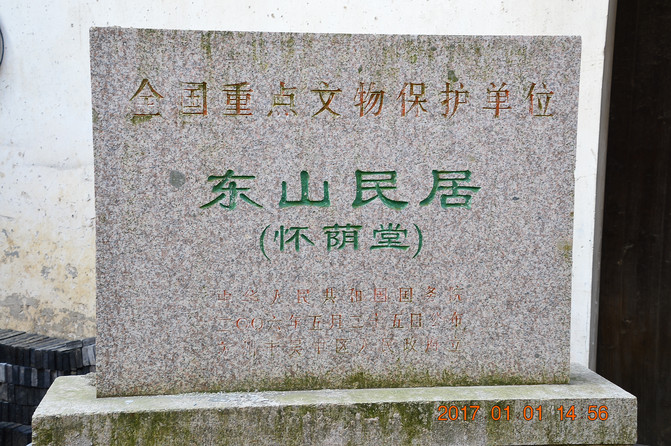 全国重点文物保护单位
东山民居
(怀荫堂)
中华人民共和国国务院
二〇〇六年五月二十五日公布
苏州市吴中区人民政府立
2017 01 01 14 56